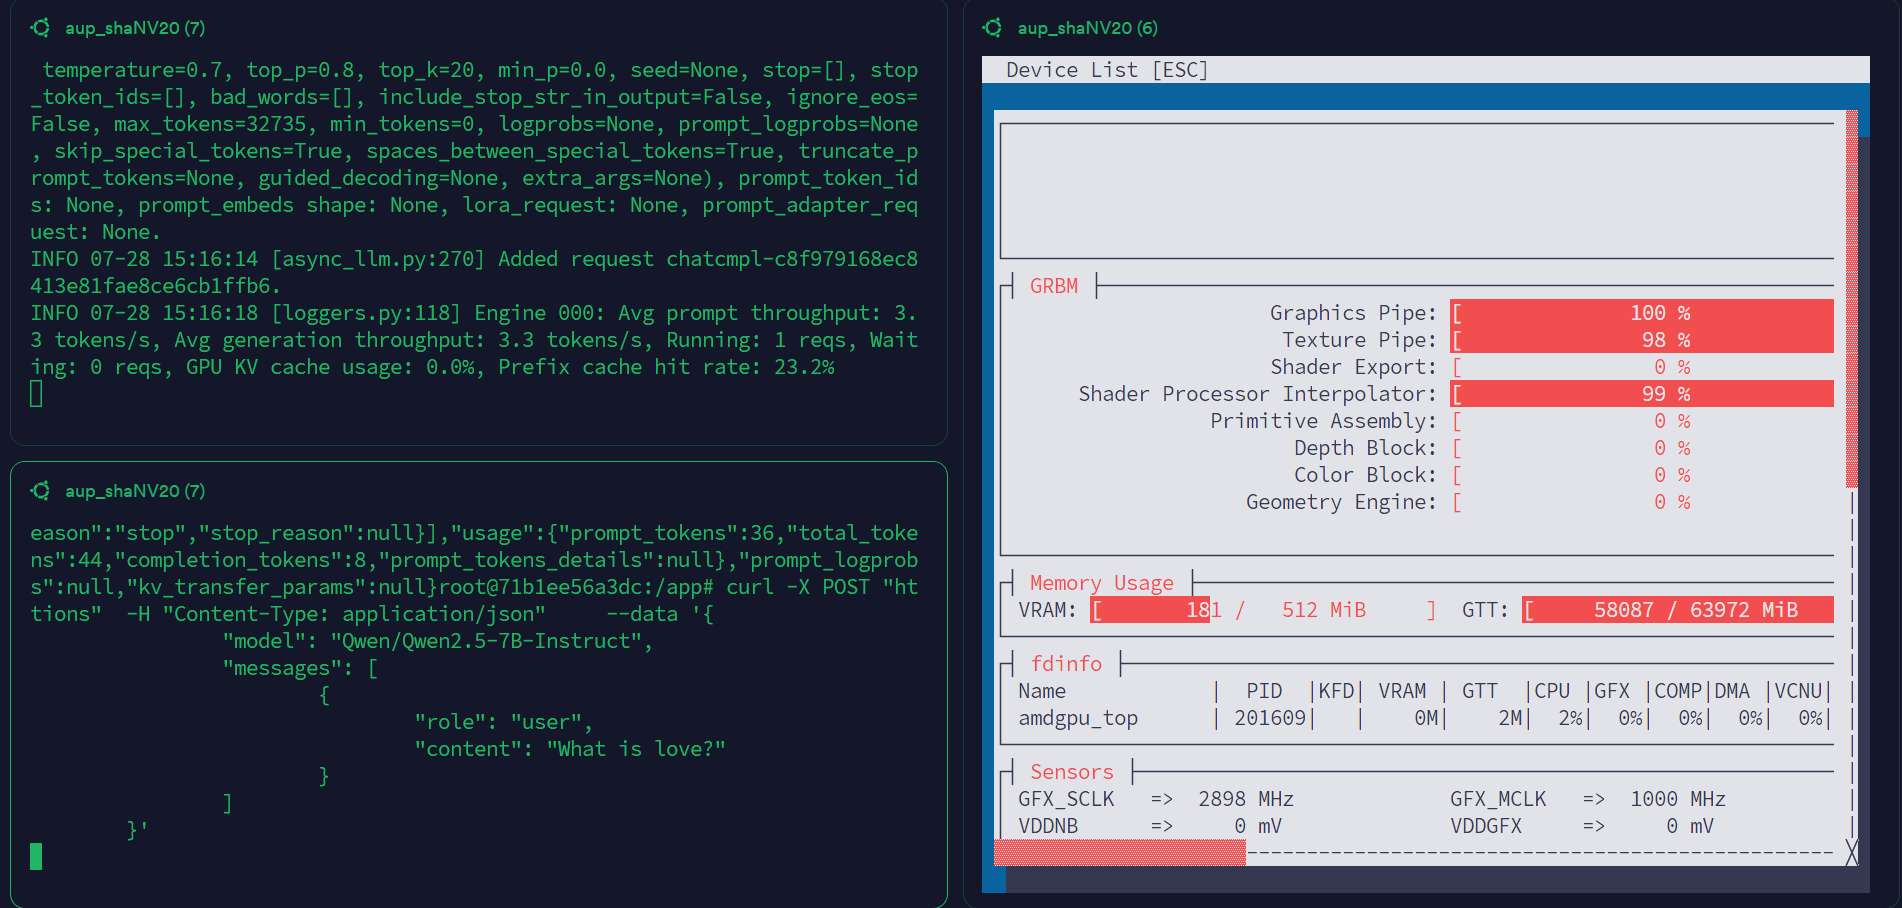 aup_shaNV20 (7)
temperature=0.7, top_p=0.8, top_k=20, min_p=0.0, seed=None, stop=[], stop
_token_ids=[], bad_words=[], include_stop_str_in_output=False, ignore_eos=
False, max_tokens=32735, min_tokens=0, logprobs=None, prompt_logprobs=None
, skip_special_tokens=True, spaces_between_special_tokens=True, truncate_p
rompt_tokens=None, guided_decoding=None, extra_args=None), prompt_token_id
s: None, prompt_embeds shape: None, lora_request: None, prompt_adapter_req
uest: None.
INFO 07-28 15:16:14 [async_llm.py:270] Added request chatcmpl-c8f979168ec8
413e81fae8ce6cb1ffb6.
INFO 07-28 15:16:18 [loggers.py:118] Engine 000: Avg prompt throughput: 3.
3 tokens/s, Avg generation throughput: 3.3 tokens/s, Running: 1 reqs, Wait
ing: 0 reqs, GPU KV cache usage: 0.0%, Prefix cache hit rate: 23.2%
aup_shaNV20 (7)
eason":"stop","stop_reason":null}],"usage":{"prompt_tokens":36,"total_toke
ns":44,"completion_tokens":8,"prompt_tokens_details":null},"prompt_logprob
s":null,"kv_transfer_params":null}root@71b1ee56a3dc:/app# curl -X POST "ht
tions"  -H "Content-Type: application/json"     --data '{
"model": "Qwen/Qwen2.5-7B-Instruct",
"messages": [
{
"role": "user",
"content": "What is love?"
}
]
}'
aup_shaNV20 (6)
Device List [ESC]
GRBM
Graphics Pipe: [ 100 %
Texture Pipe: [ 98 %
Shader Export: [ 0 %
Shader Processor Interpolator: [ 99 %
Primitive Assembly: [ 0 %
Depth Block: [ 0 %
Color Block: [ 0 %
Geometry Engine: [ 0 %
Memory Usage
VRAM: [ 181 / 512 MiB ] GTT: [ 58087 / 63972 MiB
fdinfo
Name | PID |KFD| VRAM | GTT |CPU |GFX |COMP|DMA |VCNU|
amdgpu_top | 201609| | 0M| 2M| 2%| 0%| 0%| 0%| 0%|
Sensors
GFX_SCLK => 2898 MHz GFX_MCLK => 1000 MHz
VDDNB => 0 mV VDDGFX => 0 mV